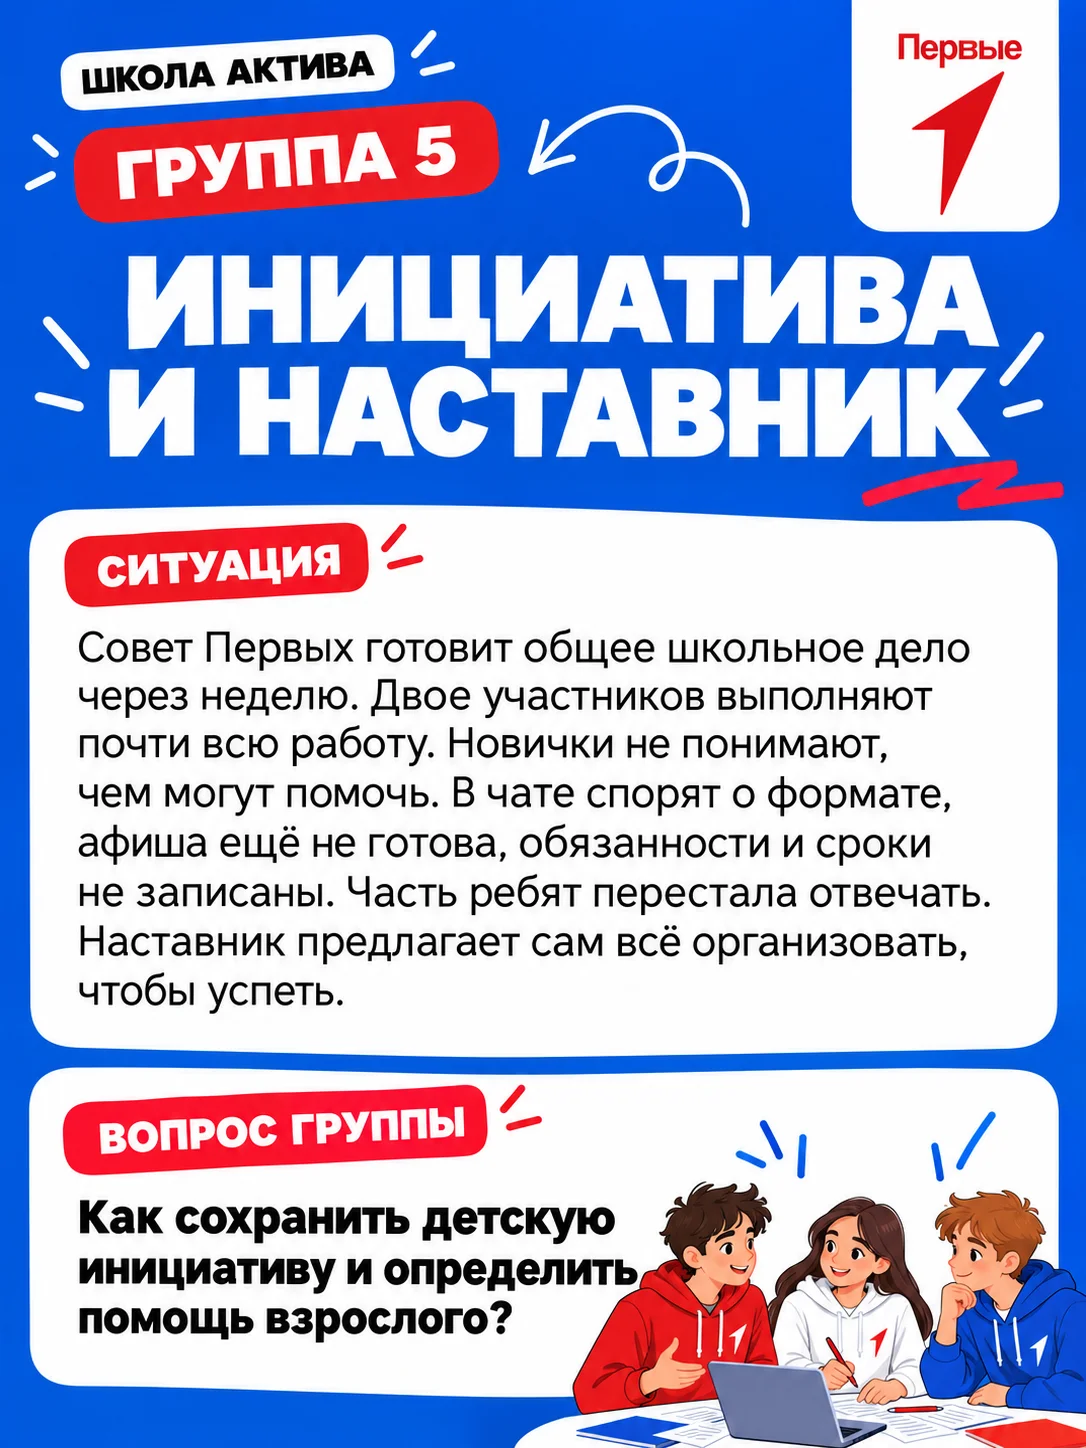 ШКОЛА АКТИВА
Первые
ГРУППА 5
ИНИЦИАТИВА
И НАСТАВНИК
СИТУАЦИЯ
Совет Первых готовит общее школьное дело
через неделю. Двое участников выполняют
почти всю работу. Новички не понимают,
чем могут помочь. В чате спорят о формате,
афиша ещё не готова, обязанности и сроки
не записаны. Часть ребят перестала отвечать.
Наставник предлагает сам всё организовать,
чтобы успеть.
ВОПРОС ГРУППЫ
Как сохранить детскую
инициативу и определить
помощь взрослого?